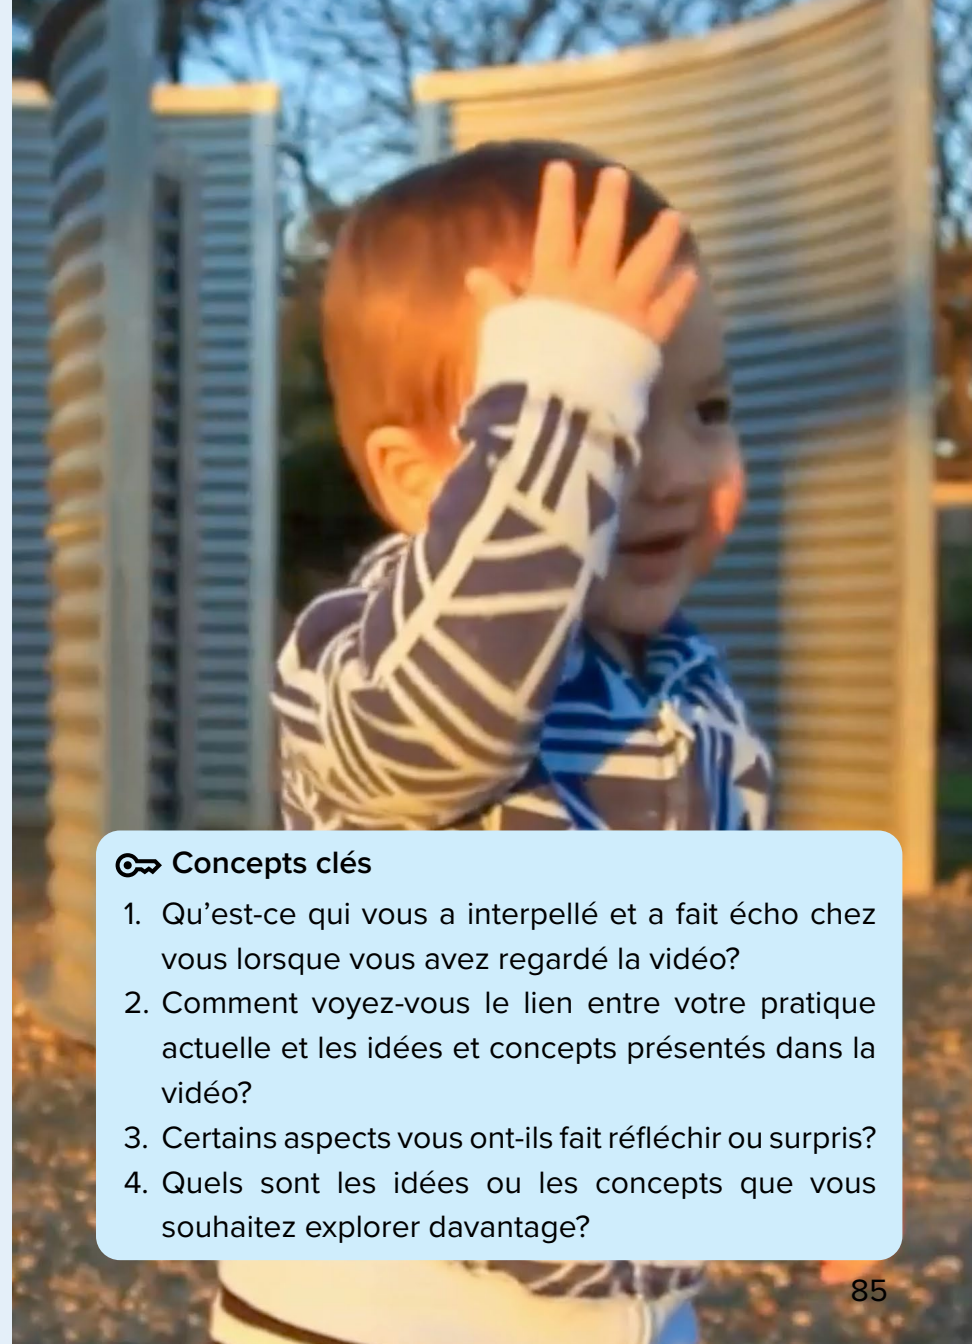 Concepts clés
1. Qu’est-ce qui vous a interpellé et a fait écho chez
vous lorsque vous avez regardé la vidéo?
2. Comment voyez-vous le lien entre votre pratique
actuelle et les idées et concepts présentés dans la
vidéo?
3. Certains aspects vous ont-ils fait réfléchir ou surpris?
4. Quels sont les idées ou les concepts que vous
souhaitez explorer davantage?
85